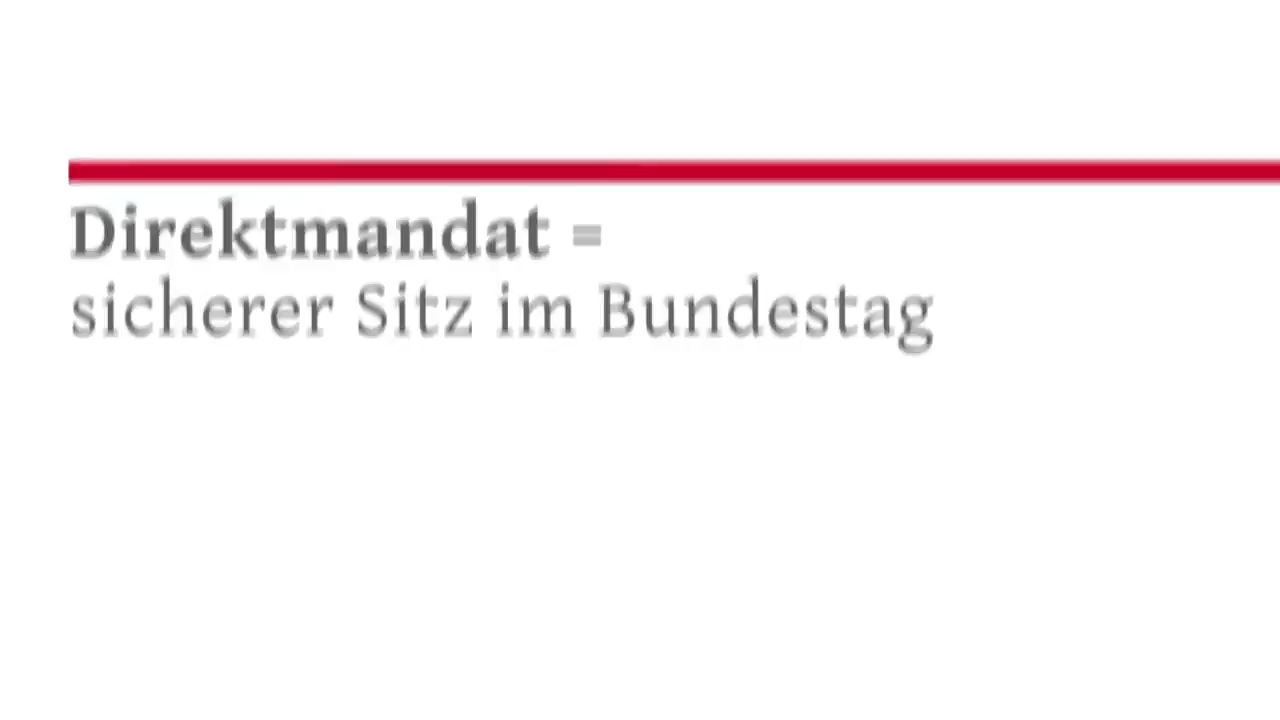 Direktmandat =
sicherer Sitz im Bundestag